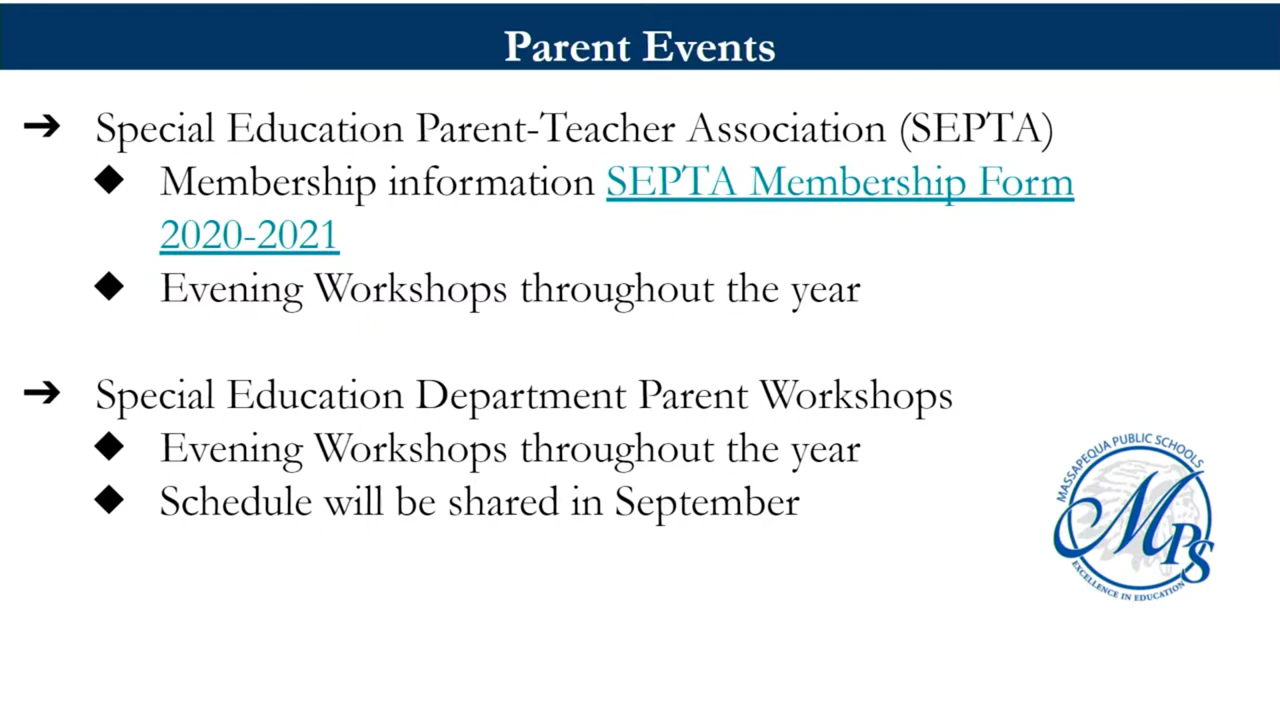 Parent Events
➔ Special Education Parent-Teacher Association (SEPTA)
◆ Membership information SEPTA Membership Form
2020-2021
◆ Evening Workshops throughout the year
➔ Special Education Department Parent Workshops
◆ Evening Workshops throughout the year
◆ Schedule will be shared in September
MASSAPEQUA PUBLIC SCHOOLS
MPS
EXCELLENCE IN EDUCATION